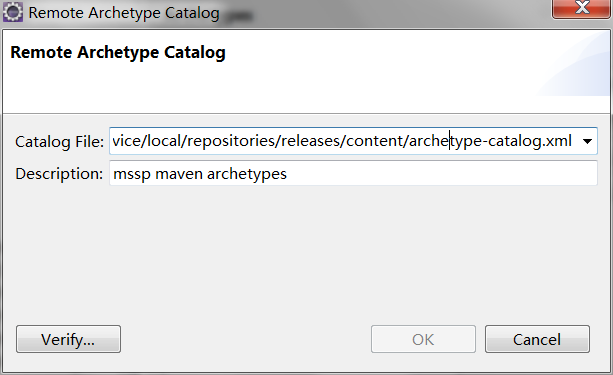 Remote Archetype Catalog
Remote Archetype Catalog
Catalog File: vice/local/repositories/releases/content/archetype-catalog.xml
Description: mssp maven archetypes
Verify... OK Cancel